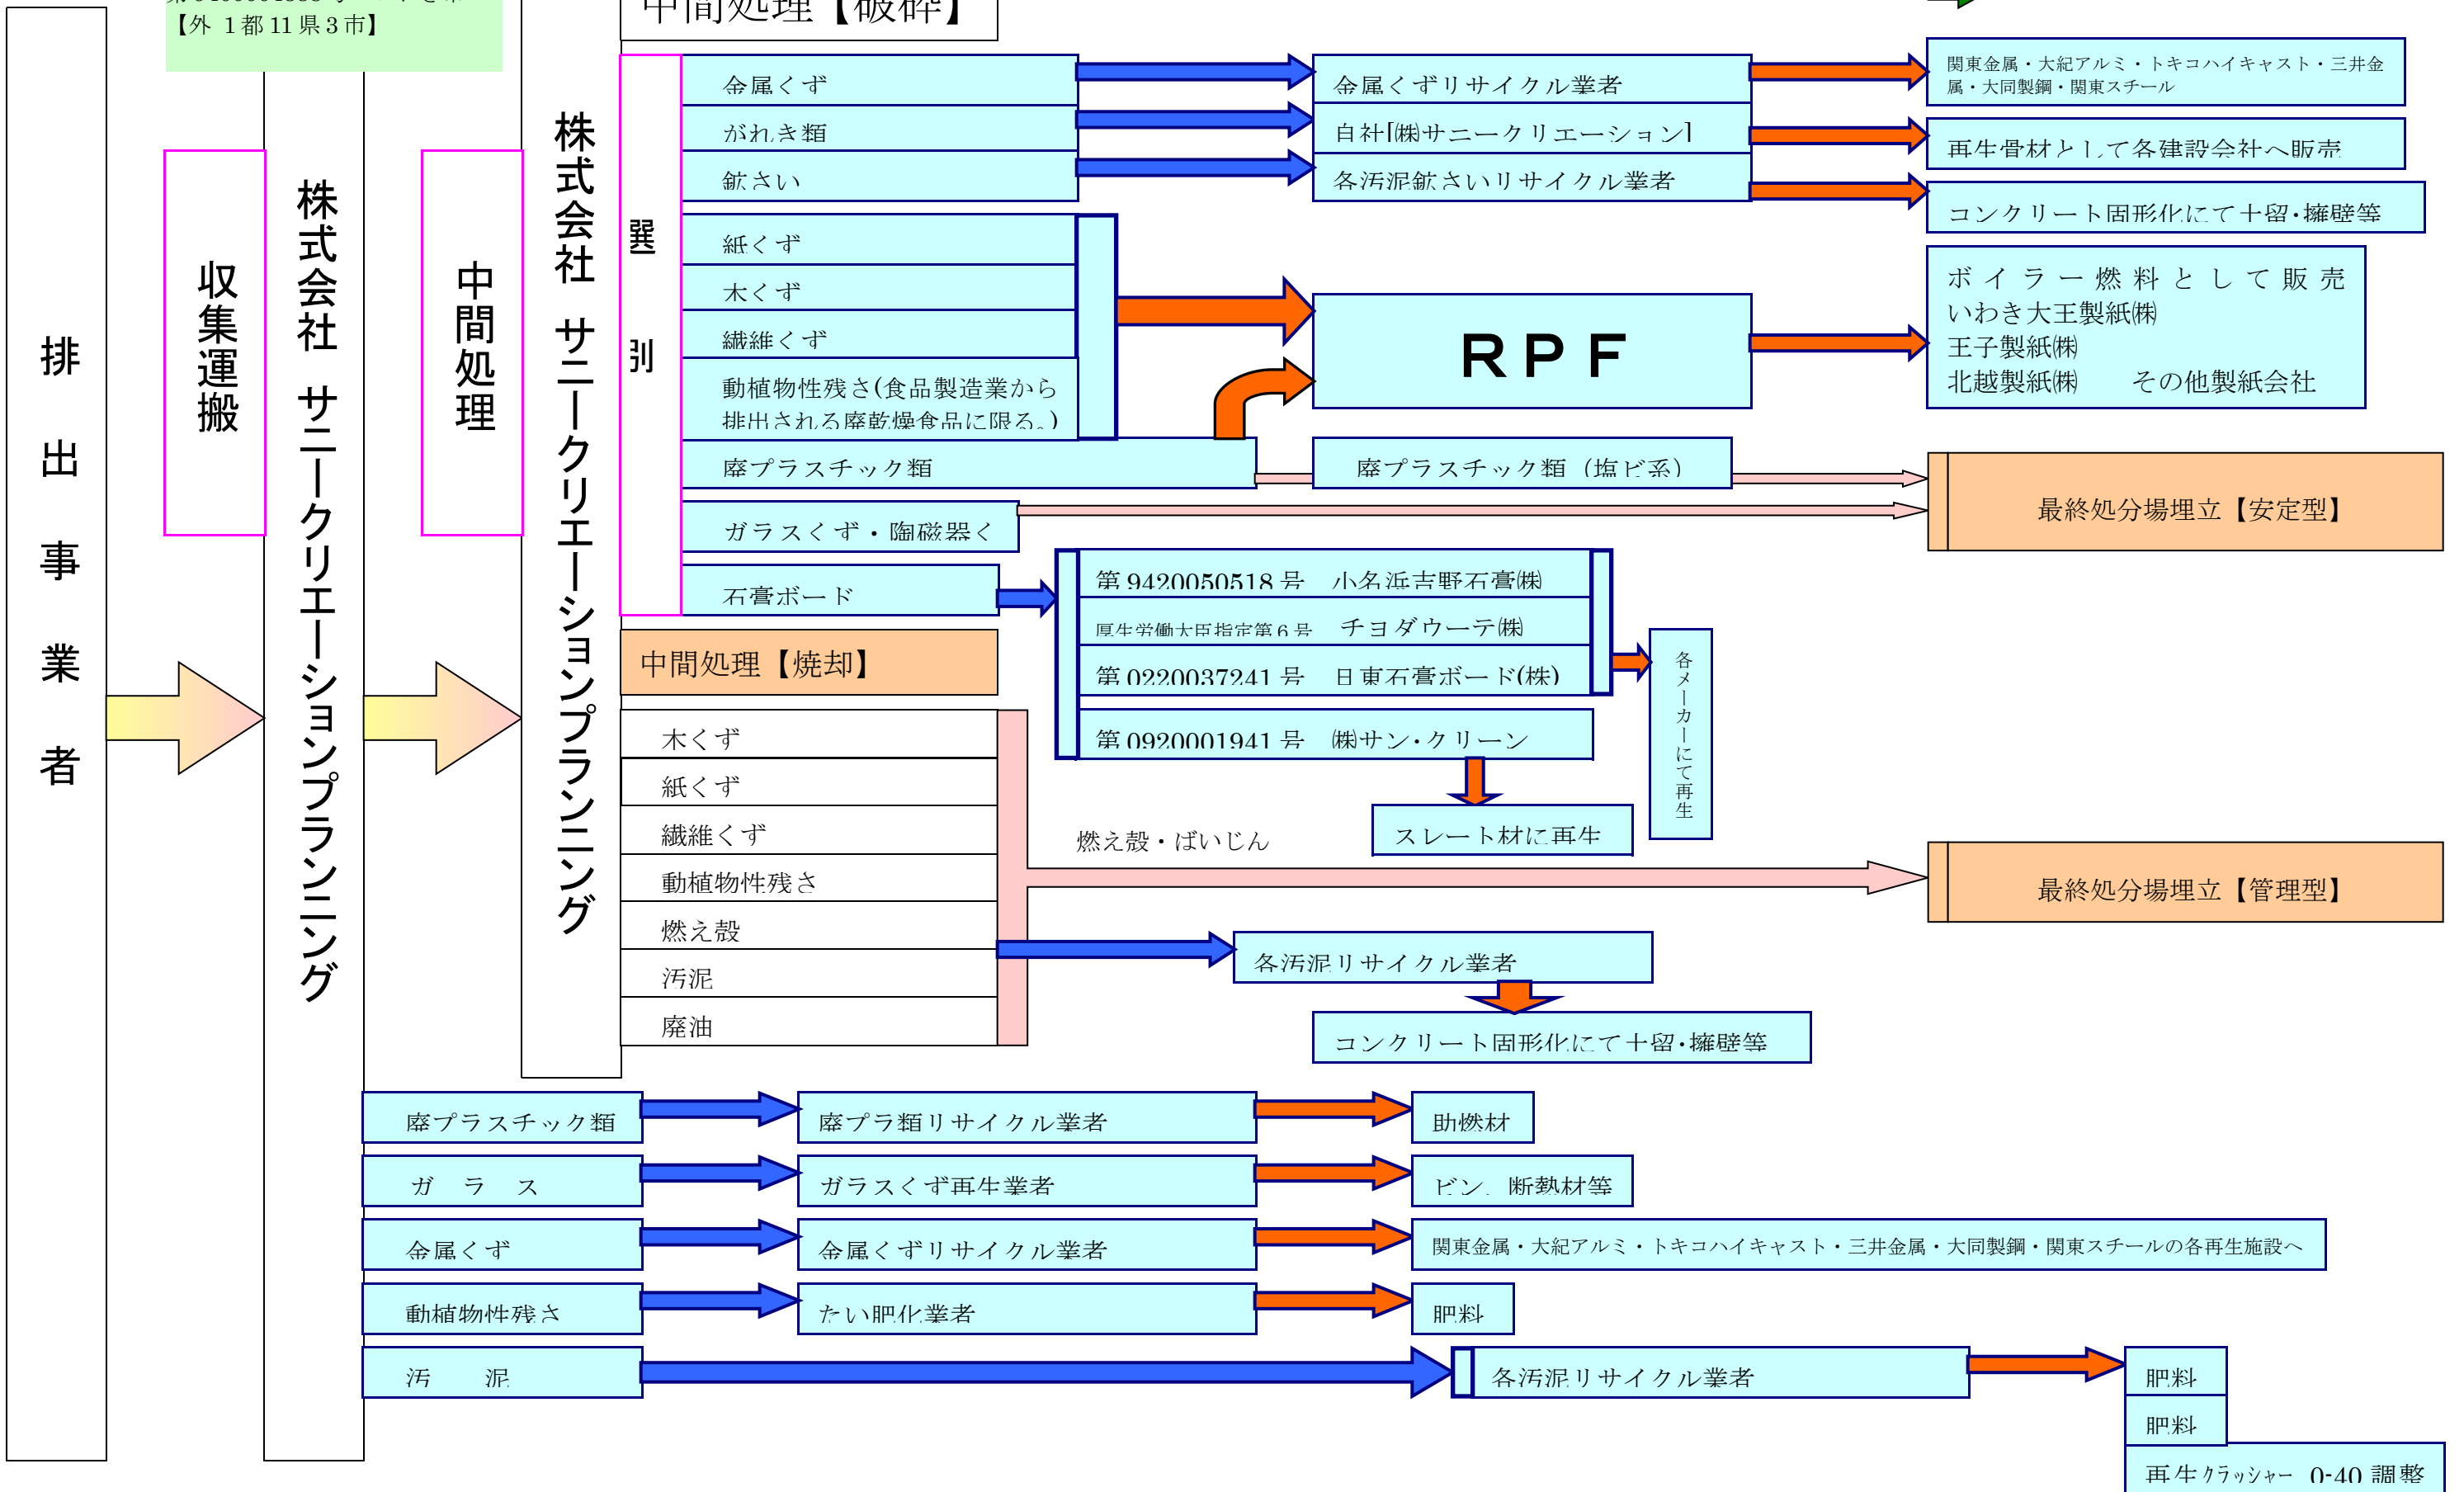 【外 1都11県3市】
中間処理【破砕】
排出事業者
収集運搬
株式会社 サニークリエーションプランニング
中間処理
株式会社 サニークリエーションプランニング
選別
金属くず
金属くずリサイクル業者
関東金属・大紀アルミ・トキコハイキャスト・三井金
属・大同製鋼・関東スチール
がれき類
自社[㈱サニークリエーション]
再生骨材として各建設会社へ販売
鉱さい
各汚泥鉱さいリサイクル業者
コンクリート固形化にて土留・擁壁等
紙くず
木くず
繊維くず
動植物性残さ(食品製造業から
排出される廃乾燥食品に限る。)
RPF
ボイラー燃料として販売
いわき大王製紙㈱
王子製紙㈱
北越製紙㈱ その他製紙会社
廃プラスチック類
廃プラスチック類（塩ビ系）
最終処分場埋立【安定型】
ガラスくず・陶磁器く
石膏ボード
第9420050518号 小名浜吉野石膏㈱
厚生労働大臣指定第6号 チヨダウーテ㈱
第0220037241号 日東石膏ボード(株)
第0920001941号 ㈱サン・クリーン
各メーカーにて再生
スレート材に再生
中間処理【焼却】
木くず
紙くず
繊維くず
動植物性残さ
燃え殻
汚泥
廃油
燃え殻・ばいじん
最終処分場埋立【管理型】
各汚泥リサイクル業者
コンクリート固形化にて土留・擁壁等
廃プラスチック類
廃プラ類リサイクル業者
助燃材
ガラス
ガラスくず再生業者
ビン、断熱材等
金属くず
金属くずリサイクル業者
関東金属・大紀アルミ・トキコハイキャスト・三井金属・大同製鋼・関東スチールの各再生施設へ
動植物性残さ
たい肥化業者
肥料
汚泥
各汚泥リサイクル業者
肥料
肥料
再生クラッシャー 0-40調整